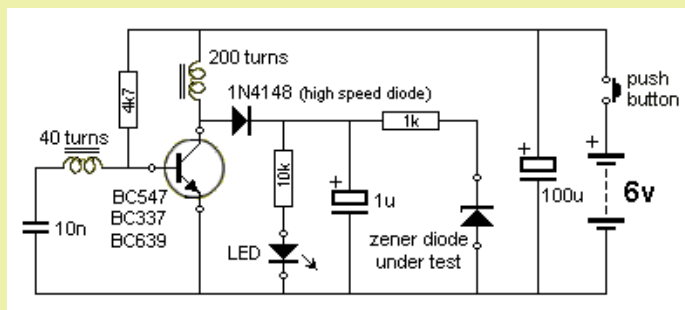 200 turns
1N4148 (high speed diode)
4k7
40 turns
push
button
+
1k
10k
+
+
BC547
BC337
BC639
10n
1u
100u
6v
LED
zener diode
under test